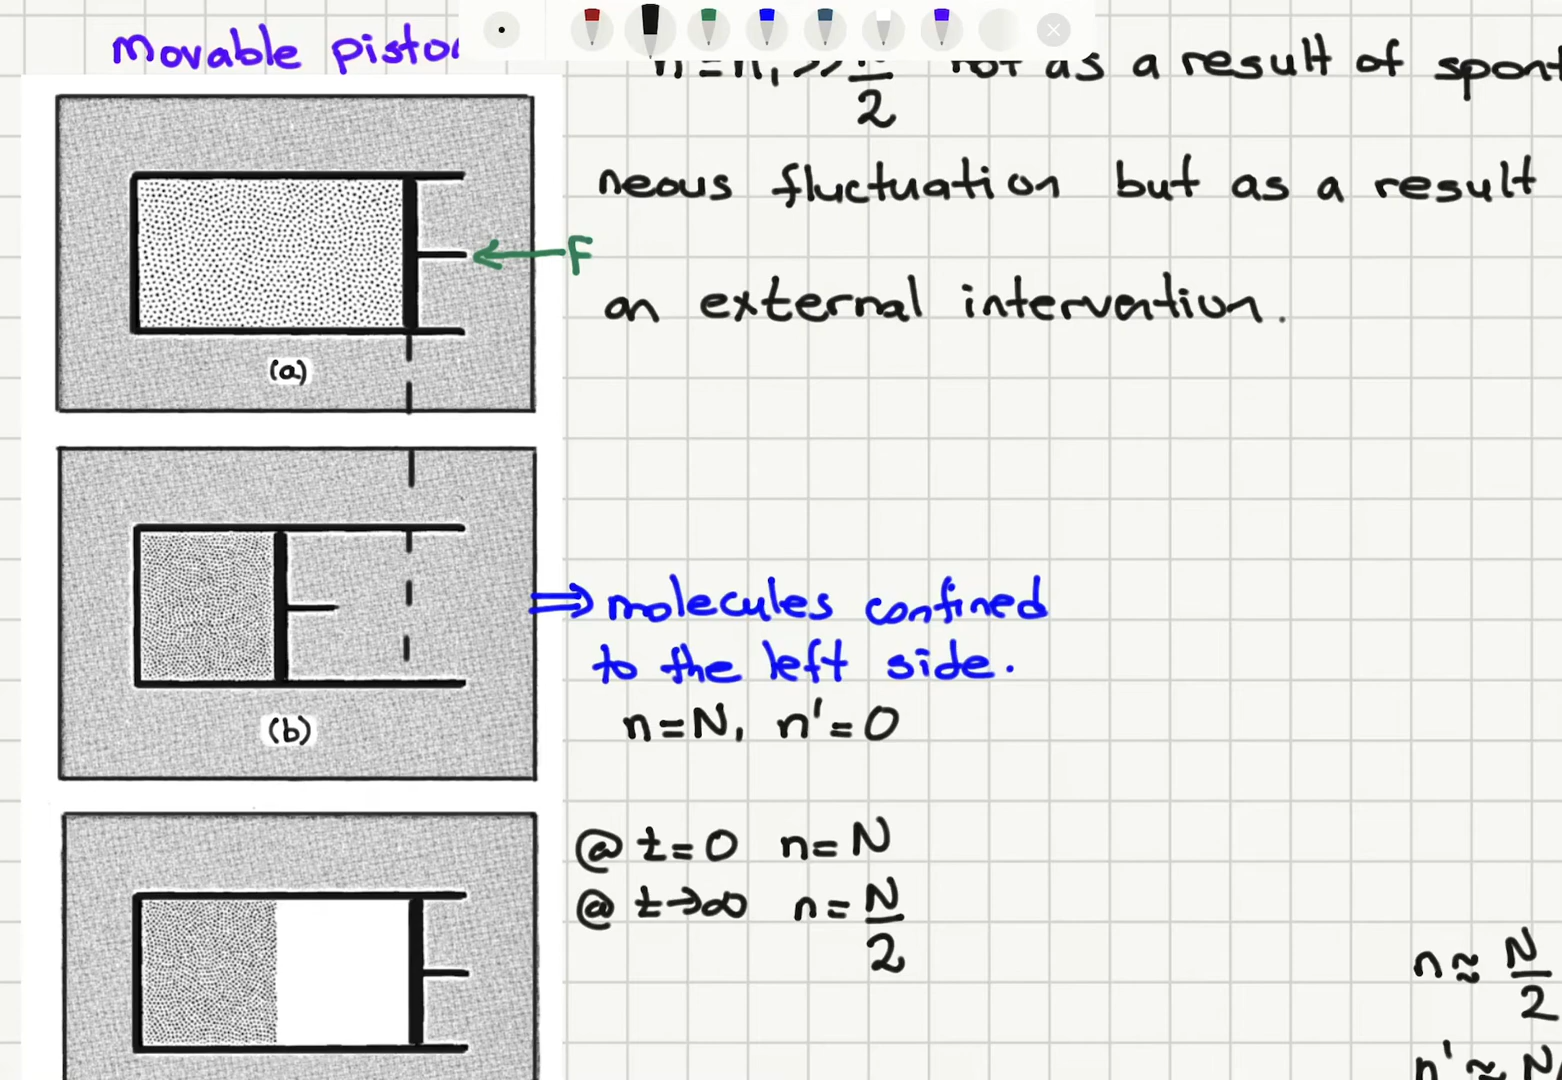 Movable pisto
n = n, >> N/2 not as a result of spont
neous fluctuation but as a result
F
an external intervention.
(a)
⇒ molecules confined
to the left side.
n=N, n'=0
(b)
@ t=0 n=N
@ t→∞ n=N/2
n≈N/2
n'≈N